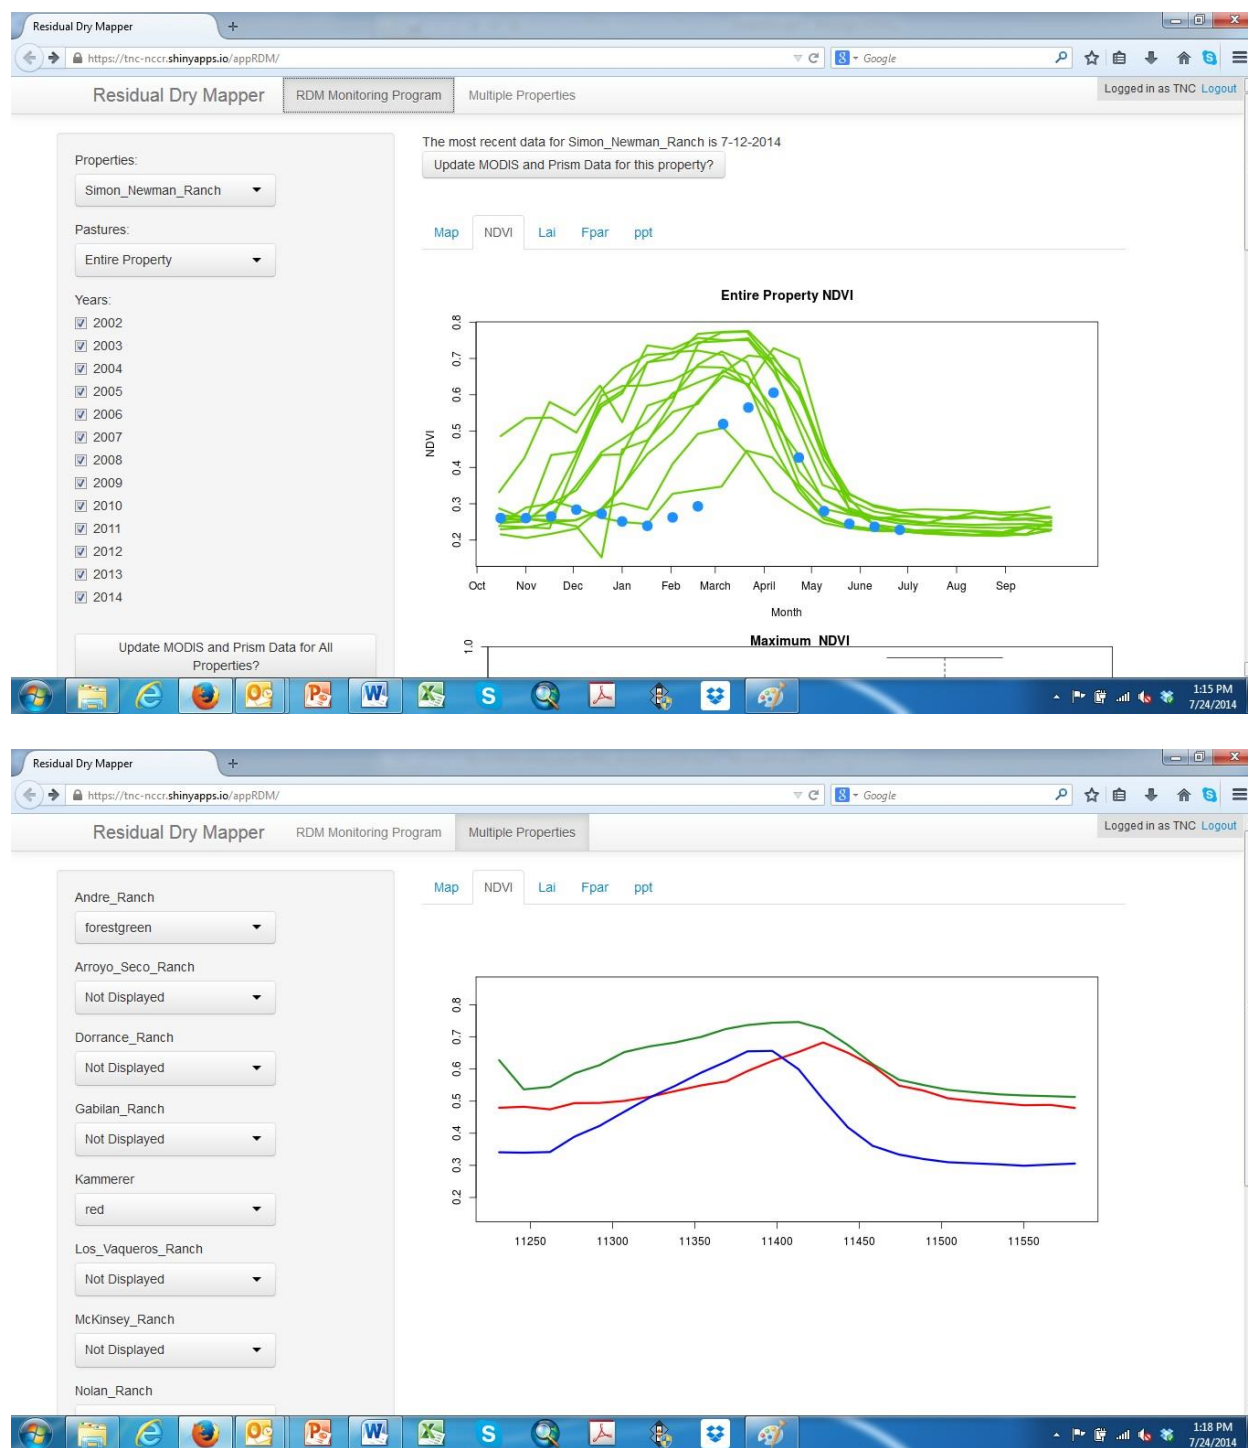 Residual Dry Mapper
https://tnc-nccr.shinyapps.io/appRDM/
Google
Residual Dry Mapper RDM Monitoring Program Multiple Properties
Logged in as TNC Logout
Properties:
Simon_Newman_Ranch
Pastures:
Entire Property
Years:
2002
2003
2004
2005
2006
2007
2008
2009
2010
2011
2012
2013
2014
Update MODIS and Prism Data for All
Properties?
The most recent data for Simon_Newman_Ranch is 7-12-2014
Update MODIS and Prism Data for this property?
Map NDVI Lai Fpar ppt
Entire Property NDVI
NDVI
0.8
0.7
0.6
0.5
0.4
0.3
0.2
Oct Nov Dec Jan Feb March April May June July Aug Sep
Month
Maximum NDVI
1.0
1:15 PM
7/24/2014
Residual Dry Mapper
https://tnc-nccr.shinyapps.io/appRDM/
Google
Residual Dry Mapper RDM Monitoring Program Multiple Properties
Logged in as TNC Logout
Andre_Ranch
forestgreen
Arroyo_Seco_Ranch
Not Displayed
Dorrance_Ranch
Not Displayed
Gabilan_Ranch
Not Displayed
Kammerer
red
Los_Vaqueros_Ranch
Not Displayed
McKinsey_Ranch
Not Displayed
Nolan_Ranch
Map NDVI Lai Fpar ppt
0.8
0.7
0.6
0.5
0.4
0.3
0.2
11250 11300 11350 11400 11450 11500 11550
1:18 PM
7/24/2014